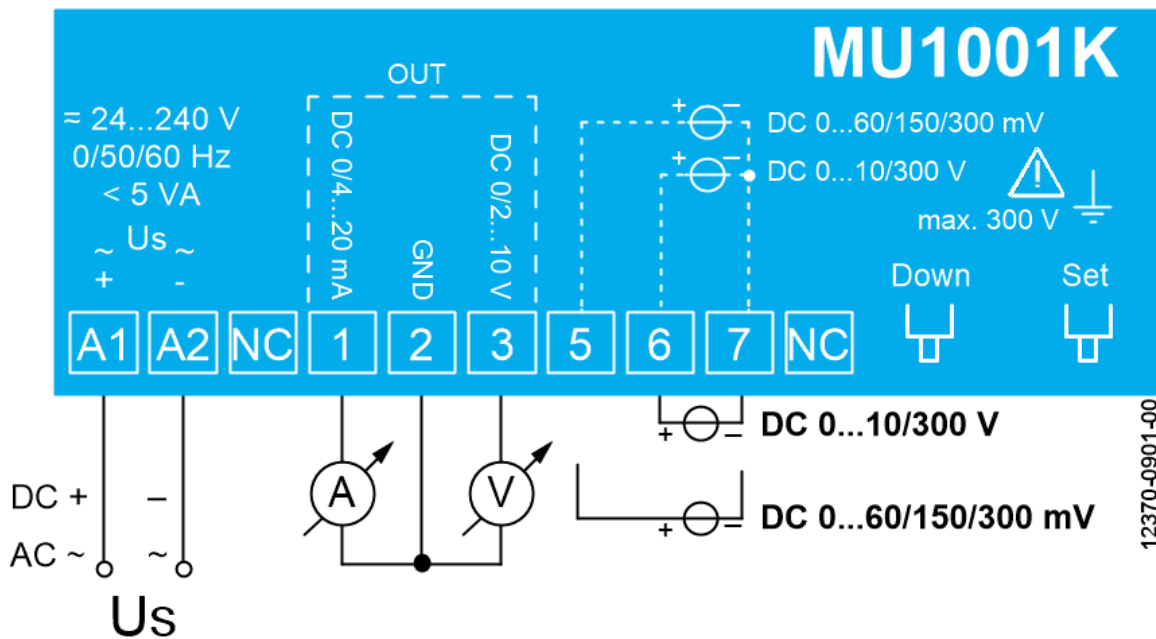 MU1001K
OUT
≂ 24...240 V
0/50/60 Hz
< 5 VA
~ Us ~
+ -
DC 0/4...20 mA
GND
DC 0/2...10 V
+ – DC 0...60/150/300 mV
+ – DC 0...10/300 V
max. 300 V
Down Set
A1 A2 NC 1 2 3 5 6 7 NC
+ – DC 0...10/300 V
A V
DC + –
+ – DC 0...60/150/300 mV
AC ~ ~
Us
12370-0901-00